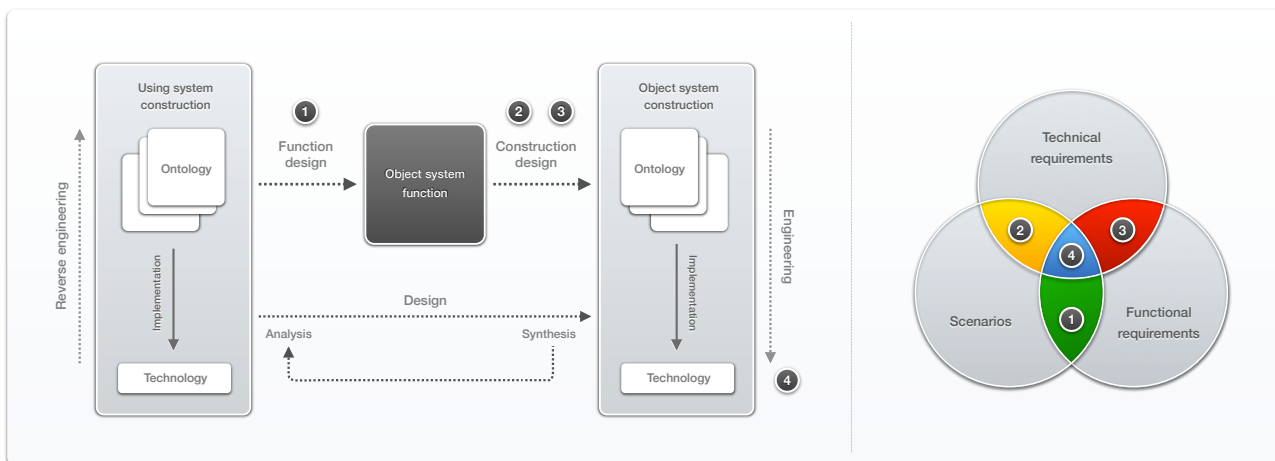 Using system
construction
Ontology
Implementation
Technology
Reverse engineering
1
Function
design
Object system
function
2 3
Construction
design
Design
Analysis
Synthesis
Object system
construction
Ontology
Implementation
Technology
Engineering
4
Technical
requirements
2
3
4
Scenarios
1
Functional
requirements